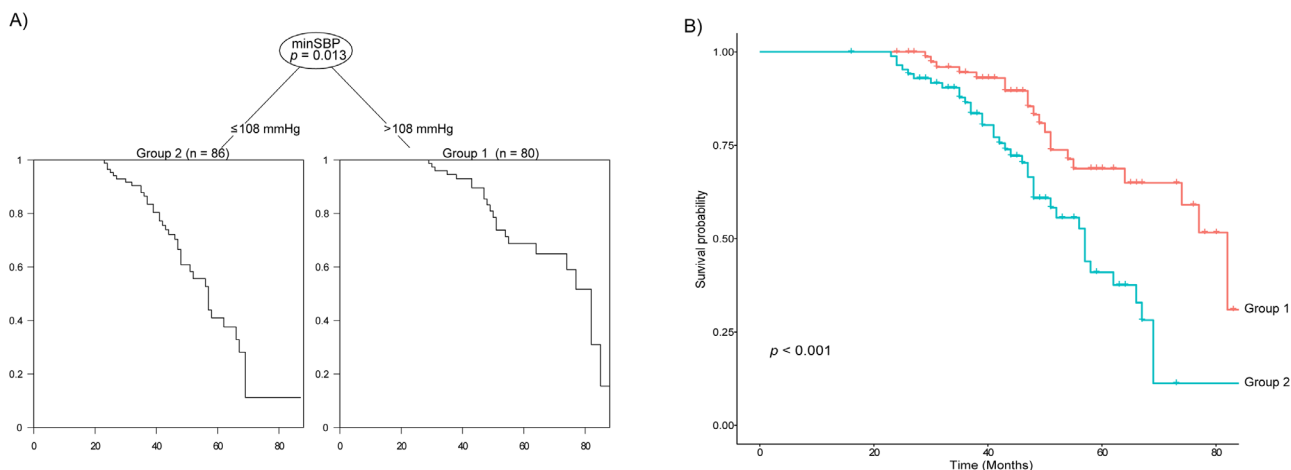 A)
minSBP
p = 0.013
≤108 mmHg
>108 mmHg
Group 2 (n = 86)
1
0.8
0.6
0.4
0.2
0
0
20
40
60
80
Group 1 (n = 80)
1
0.8
0.6
0.4
0.2
0
0
20
40
60
80
B)
Survival probability
1.00
0.75
0.50
0.25
0.00
p < 0.001
Group 1
Group 2
0
20
40
60
80
Time (Months)